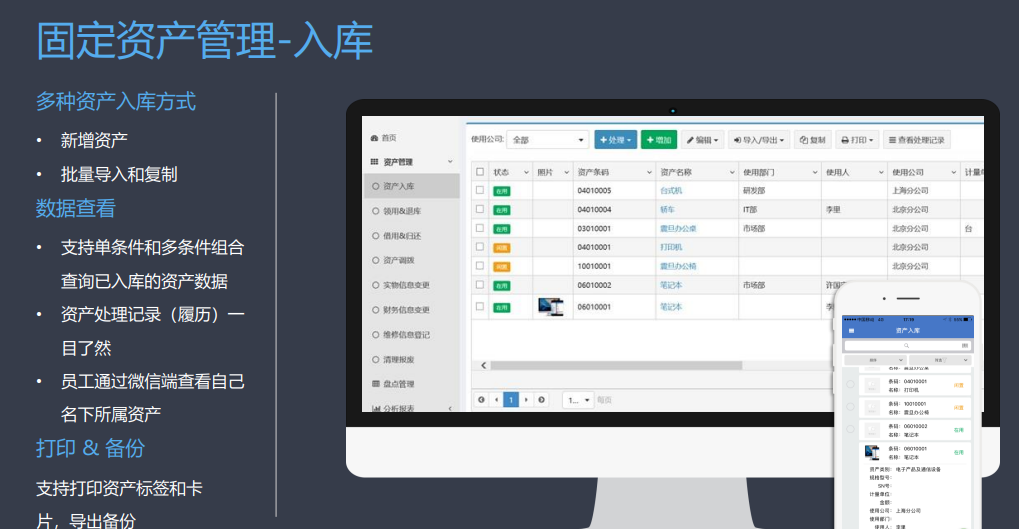 固定资产管理-入库
多种资产入库方式
• 新增资产
• 批量导入和复制
数据查看
• 支持单条件和多条件组合
查询已入库的资产数据
• 资产处理记录（履历）一
目了然
• 员工通过微信端查看自己
名下所属资产
打印 & 备份
支持打印资产标签和卡
片，导出备份
首页
资产管理
资产入库
领用&退库
借用&归还
资产调拨
实物信息变更
财务信息变更
维修信息登记
清理报废
盘点管理
分析报表
使用公司: 全部 处理 增加 编辑 导入/导出 复制 打印 查看处理记录
状态 照片 资产条码 资产名称 使用部门 使用人 使用公司 计量单
在用 04010005 台式机 研发部 上海分公司
在用 04010004 轿车 IT部 李里 北京分公司
在用 03010001 震旦办公桌 市场部 北京分公司 台
闲置 04010001 打印机 北京分公司
闲置 10010001 震旦办公椅 北京分公司
在用 06010002 笔记本 市场部
在用 06010001 笔记本
1
1... 每页
资产入库
名称: 震旦办公桌
条码: 04010001
名称: 打印机
闲置
条码: 10010001
名称: 震旦办公椅
闲置
条码: 06010002
名称: 笔记本
在用
条码: 06010001
名称: 笔记本
在用
资产类别: 电子产品及通信设备
规格型号:
SN号:
计量单位:
金额:
使用公司: 上海分公司
使用部门:
使用人: 李里